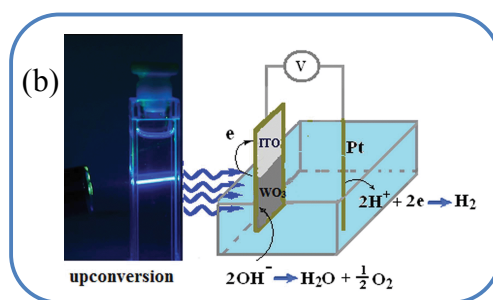 (b)
V
e
ITO
Pt
WO₃
2H⁺ + 2e → H₂
upconversion
2OH⁻ → H₂O + ½ O₂